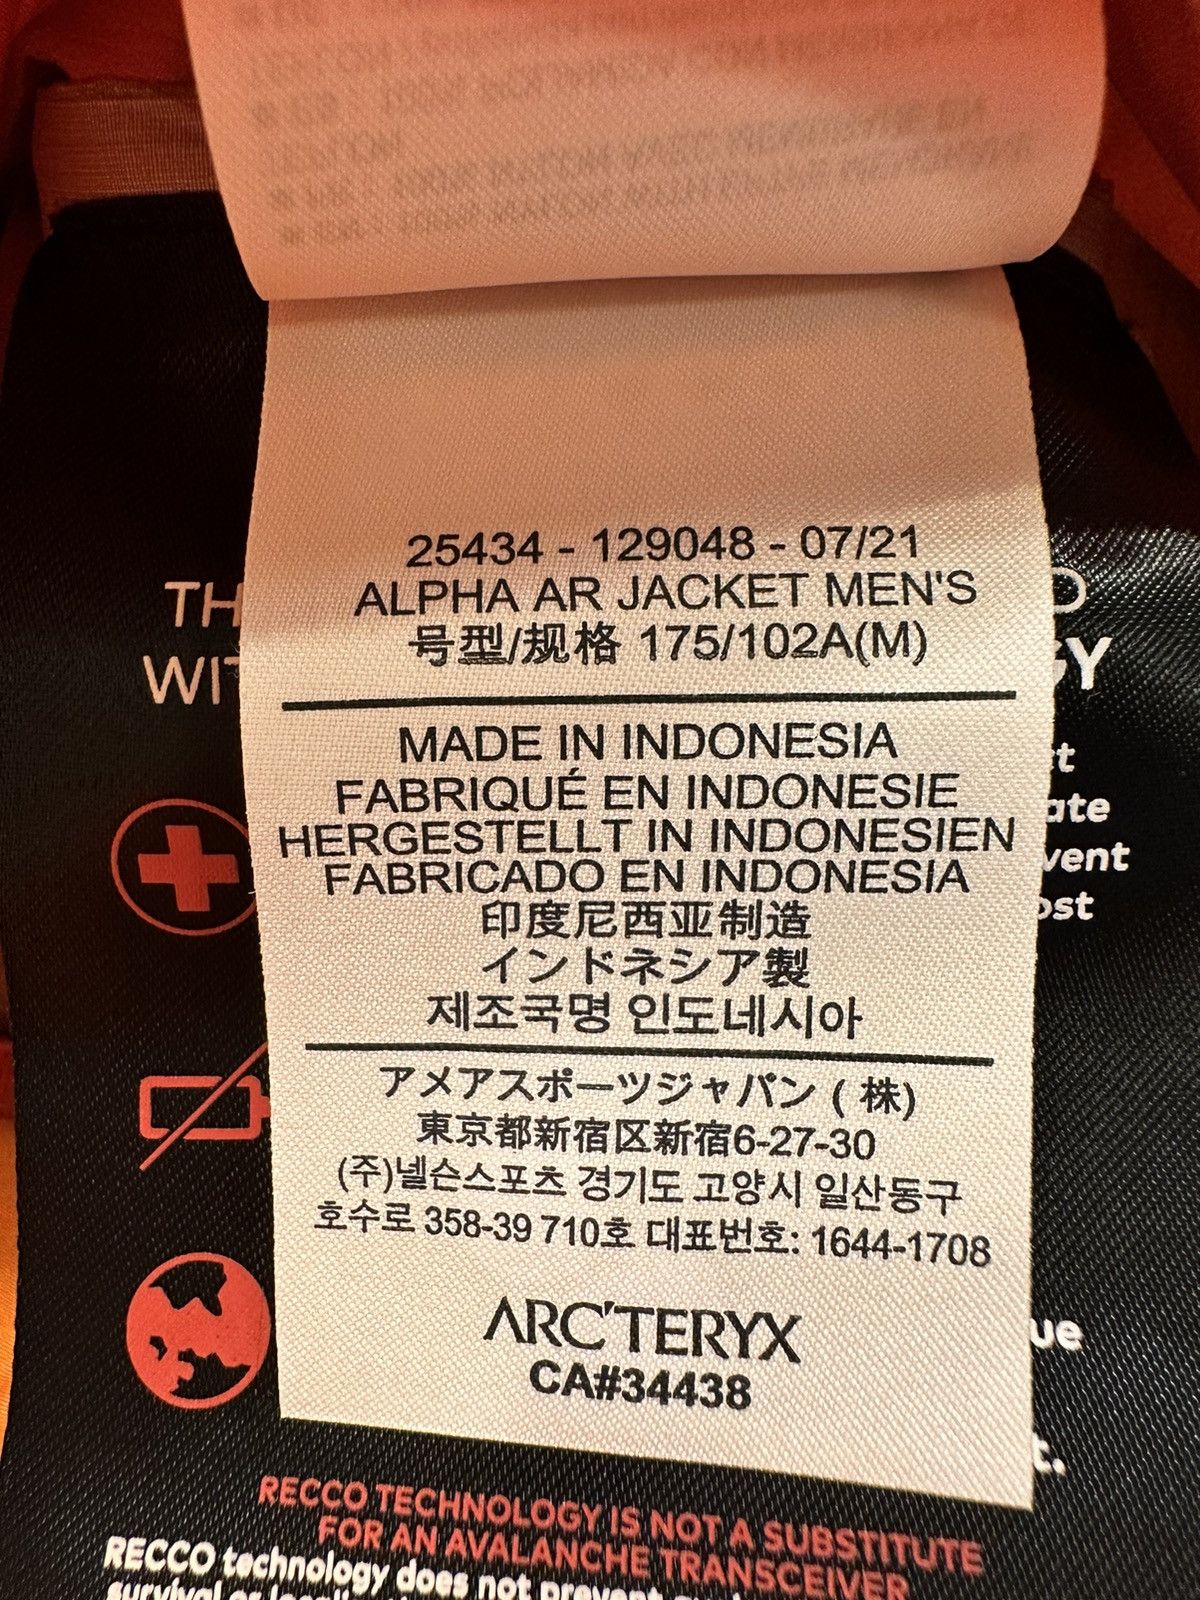 25434 - 129048 - 07/21
ALPHA AR JACKET MEN'S
号型/规格 175/102A(M)
MADE IN INDONESIA
FABRIQUÉ EN INDONESIE
HERGESTELLT IN INDONESIEN
FABRICADO EN INDONESIA
印度尼西亚制造
インドネシア製
제조국명 인도네시아
アメアスポーツジャパン ( 株)
東京都新宿区新宿6-27-30
(주)넬슨스포츠 경기도 고양시 일산동구
호수로 358-39 710호 대표번호: 1644-1708
ARC'TERYX
CA#34438
RECCO TECHNOLOGY IS NOT A SUBSTITUTE
FOR AN AVALANCHE TRANSCEIVER
RECCO technology does not prevent
survival or